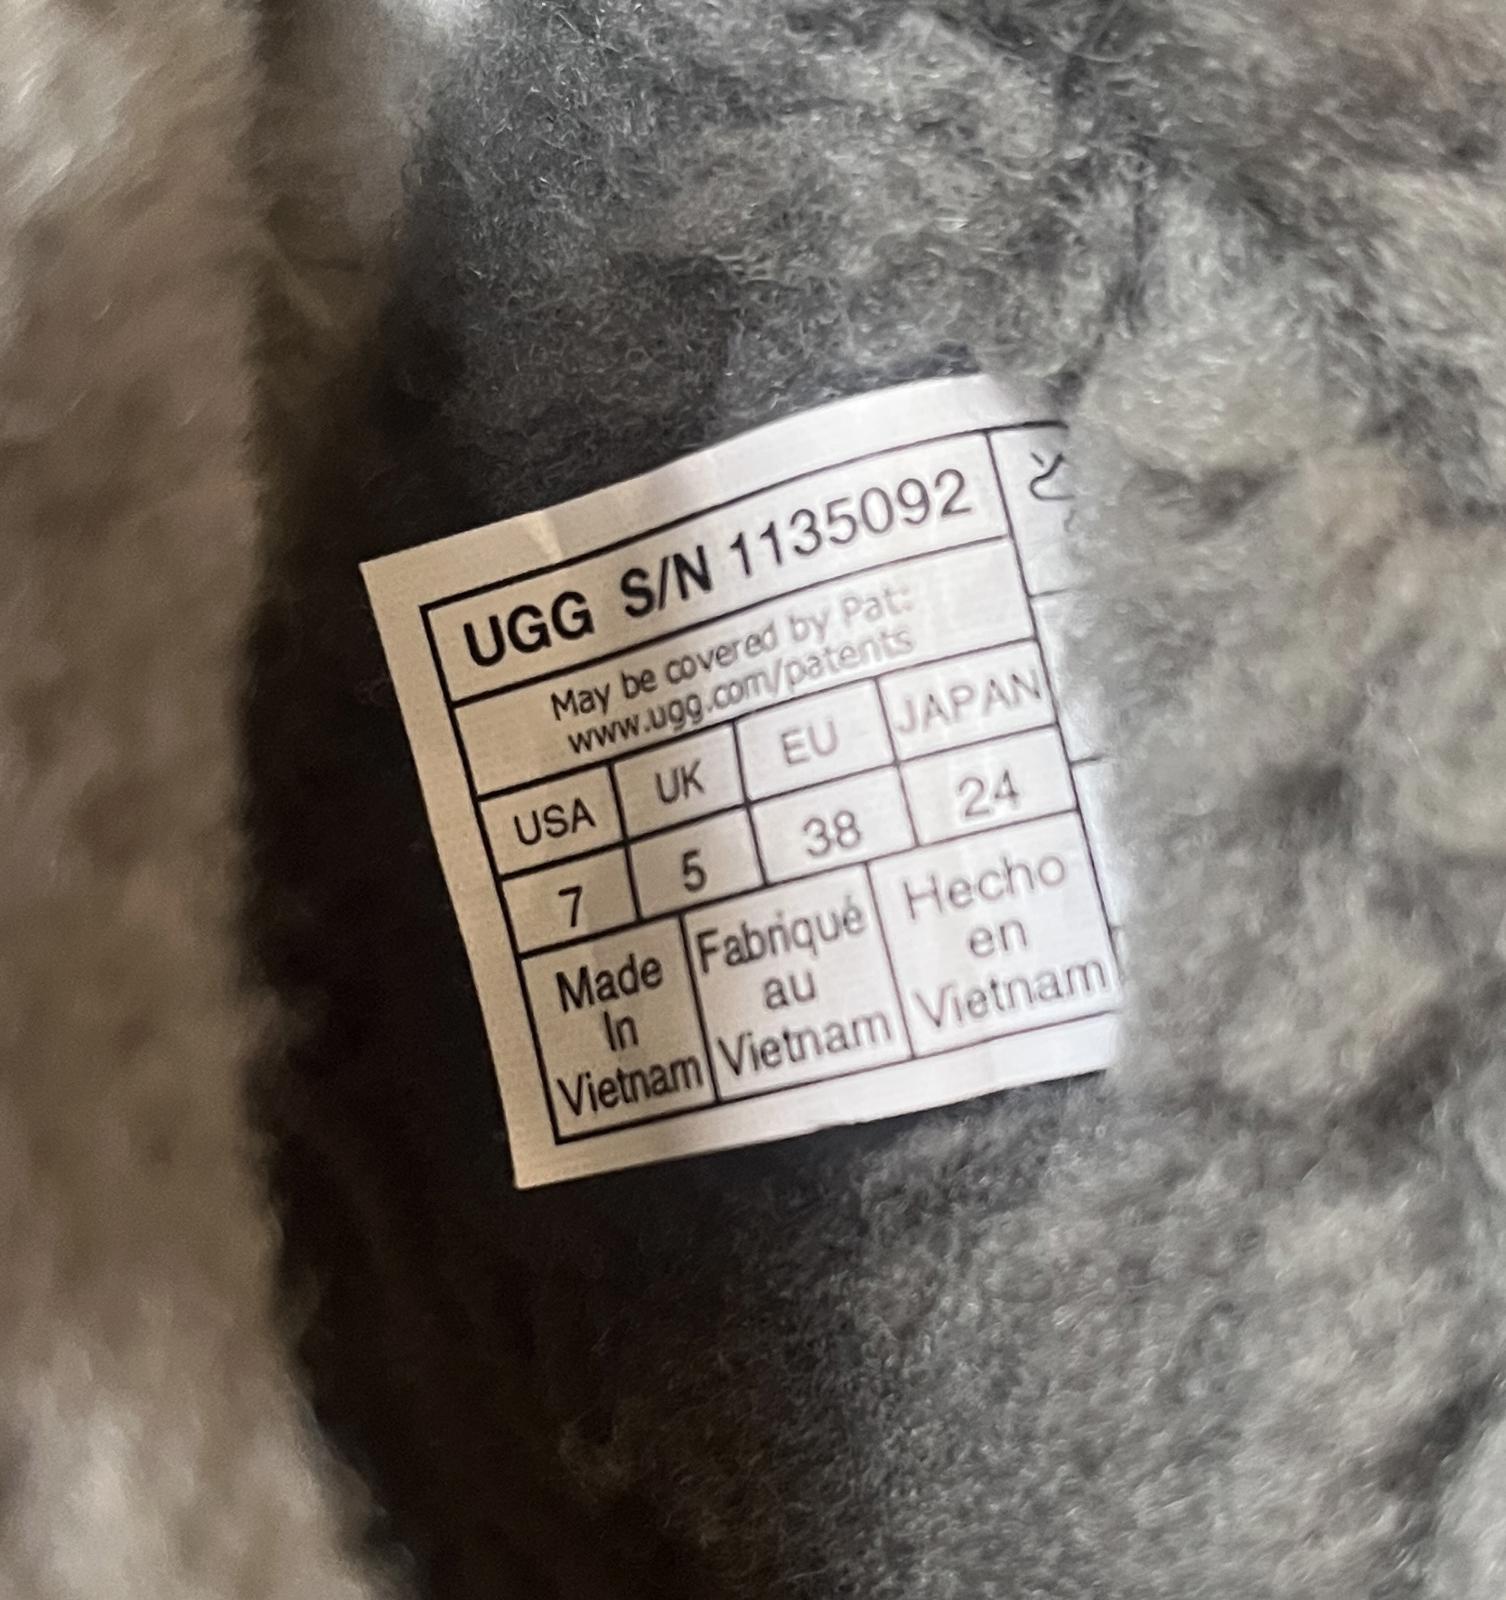 UGG S/N 1135092
May be covered by Pat:
www.ugg.com/patents
USA UK EU JAPAN
7 5 38 24
Made In Vietnam
Fabriqué au Vietnam
Hecho en Vietnam